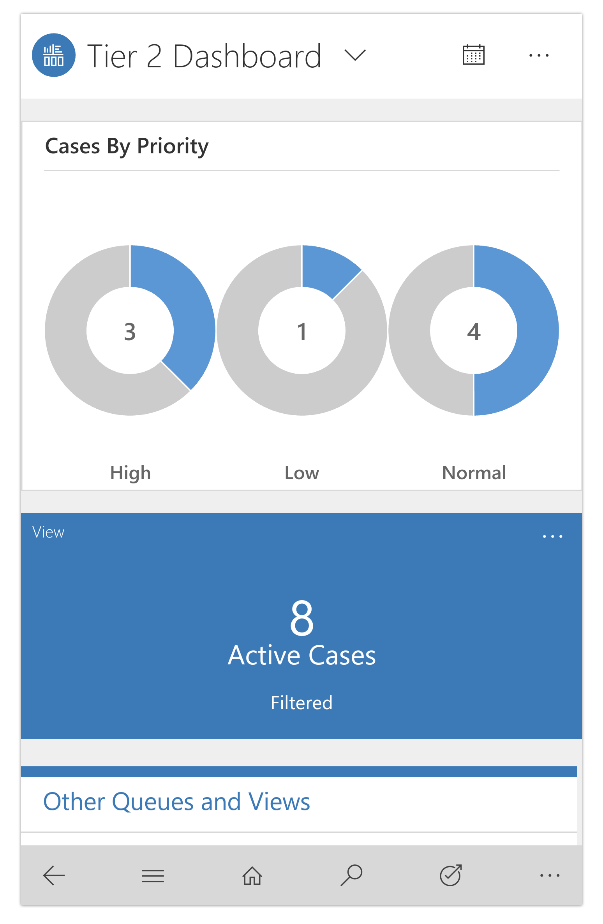 Tier 2 Dashboard
Cases By Priority
3 1 4
High Low Normal
View
8
Active Cases
Filtered
Other Queues and Views